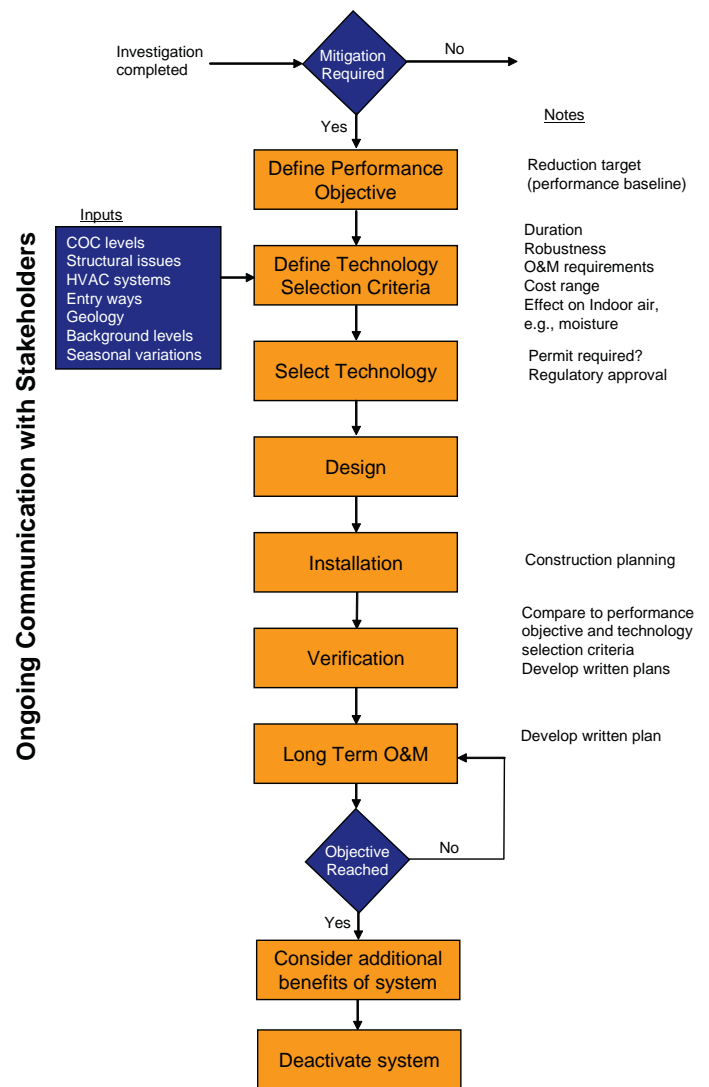 Investigation
completed
Mitigation
Required
No
Yes
Notes
Define Performance
Objective
Reduction target
(performance baseline)
Ongoing Communication with Stakeholders
Inputs
COC levels
Structural issues
HVAC systems
Entry ways
Geology
Background levels
Seasonal variations
Define Technology
Selection Criteria
Duration
Robustness
O&M requirements
Cost range
Effect on Indoor air,
e.g., moisture
Select Technology
Permit required?
Regulatory approval
Design
Installation
Construction planning
Verification
Compare to performance
objective and technology
selection criteria
Develop written plans
Long Term O&M
Develop written plan
Objective
Reached
No
Yes
Consider additional
benefits of system
Deactivate system